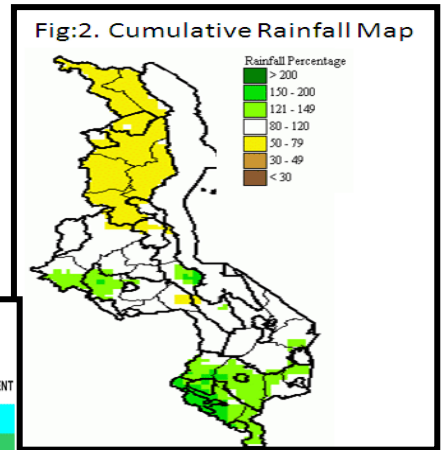 Fig:2. Cumulative Rainfall Map
Rainfall Percentage
> 200
150 - 200
121 - 149
80 - 120
50 - 79
30 - 49
< 30